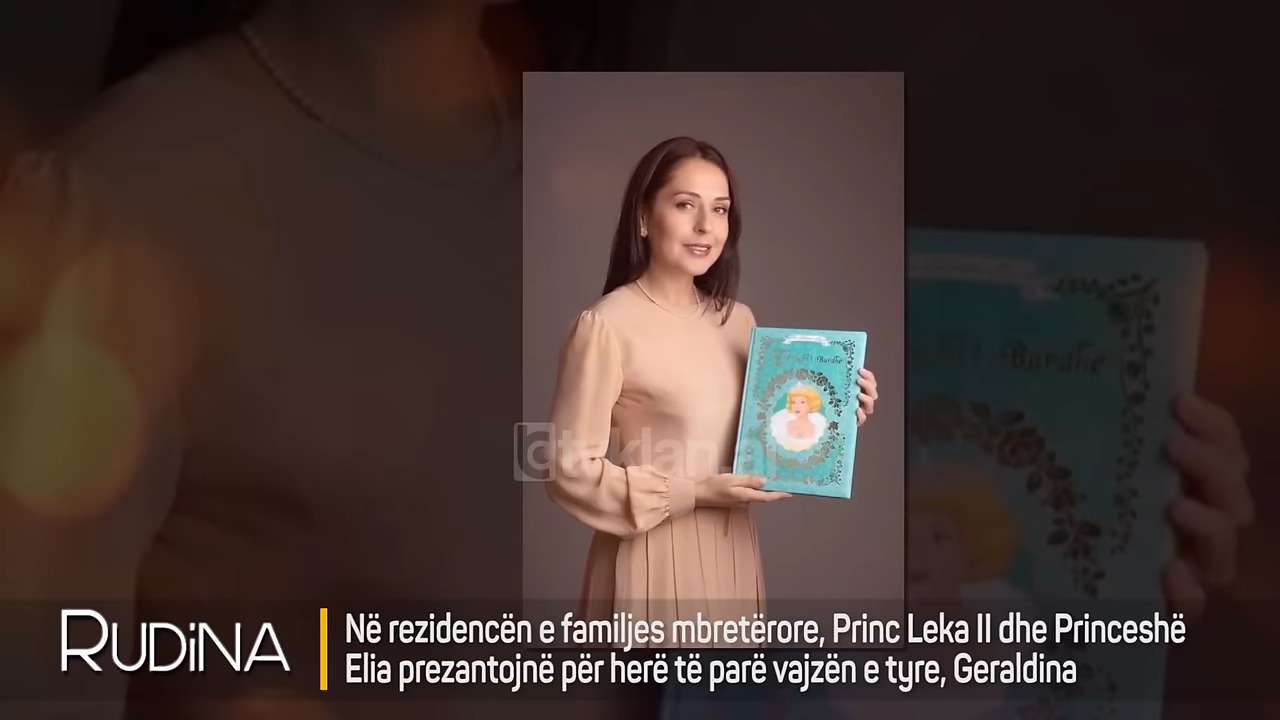 Bardhë
RUDiNA
Në rezidencën e familjes mbretërore, Princ Leka II dhe Princeshë
Elia prezantojnë për herë të parë vajzën e tyre, Geraldina